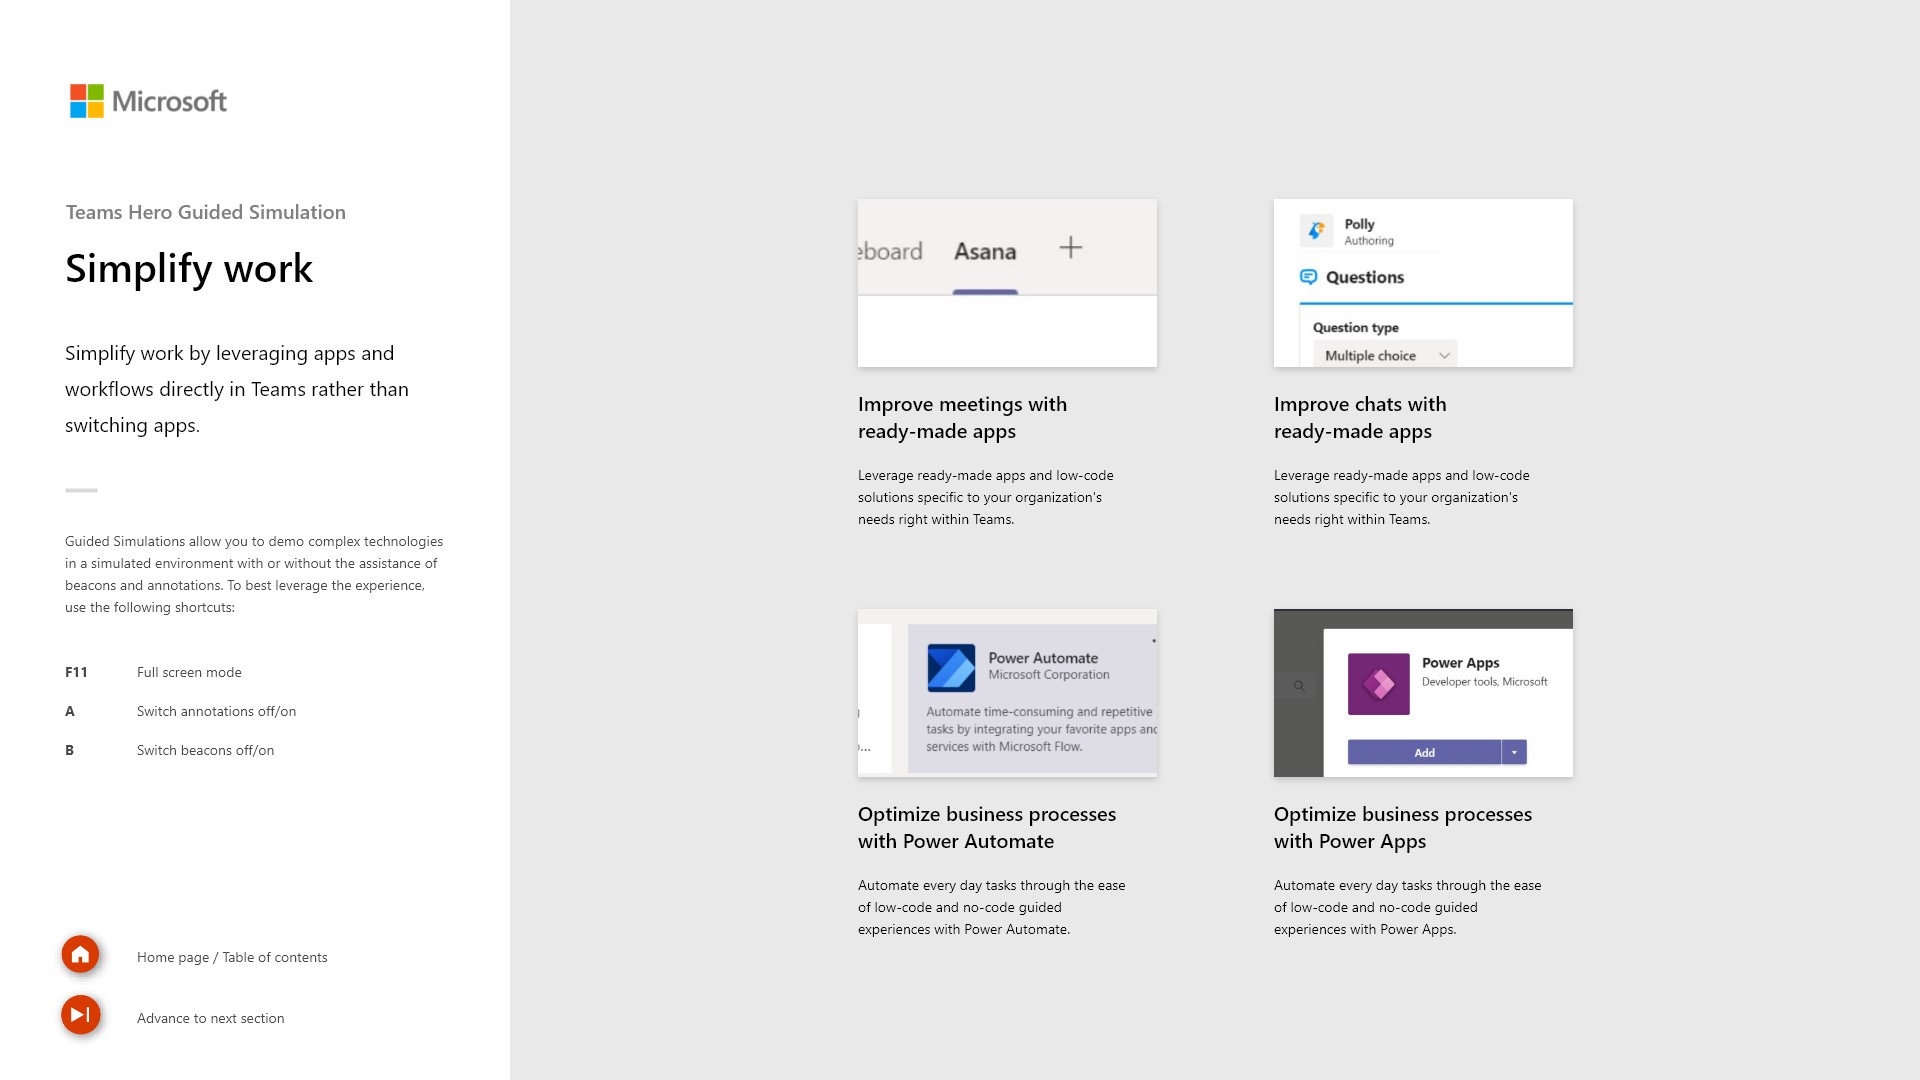 Microsoft
Teams Hero Guided Simulation
Simplify work
Simplify work by leveraging apps and
workflows directly in Teams rather than
switching apps.
Guided Simulations allow you to demo complex technologies
in a simulated environment with or without the assistance of
beacons and annotations. To best leverage the experience,
use the following shortcuts:
F11 Full screen mode
A Switch annotations off/on
B Switch beacons off/on
Home page / Table of contents
Advance to next section
eboard Asana
Improve meetings with
ready-made apps
Leverage ready-made apps and low-code
solutions specific to your organization's
needs right within Teams.
Polly
Authoring
Questions
Question type
Multiple choice
Improve chats with
ready-made apps
Leverage ready-made apps and low-code
solutions specific to your organization's
needs right within Teams.
Power Automate
Microsoft Corporation
Automate time-consuming and repetitive
tasks by integrating your favorite apps and
services with Microsoft Flow.
Optimize business processes
with Power Automate
Automate every day tasks through the ease
of low-code and no-code guided
experiences with Power Automate.
Power Apps
Developer tools, Microsoft
Add
Optimize business processes
with Power Apps
Automate every day tasks through the ease
of low-code and no-code guided
experiences with Power Apps.